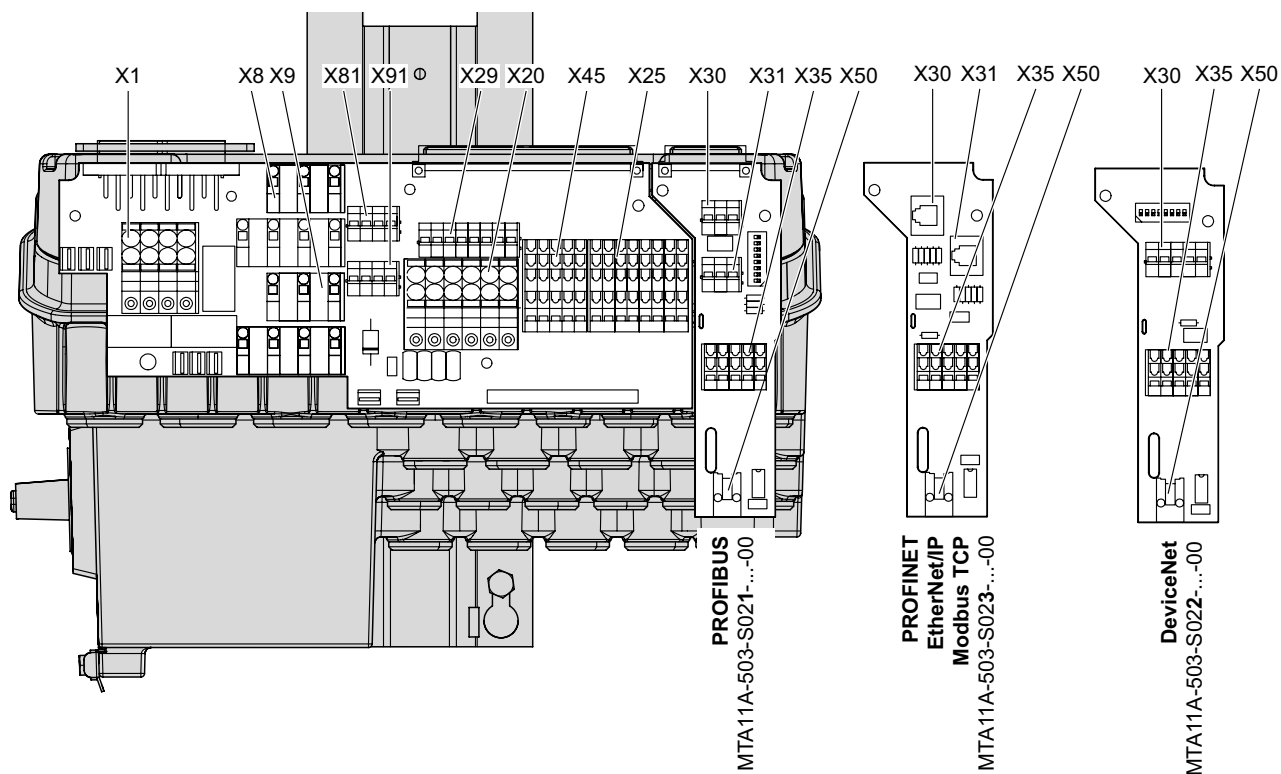 X1 X8 X9 X81 X91 X29 X20 X45 X25 X30 X31 X35 X50 X30 X31 X35 X50 X30 X35 X50
PROFIBUS
MTA11A-503-S021-...-00
PROFINET
EtherNet/IP
Modbus TCP
MTA11A-503-S023-...-00
DeviceNet
MTA11A-503-S022-...-00